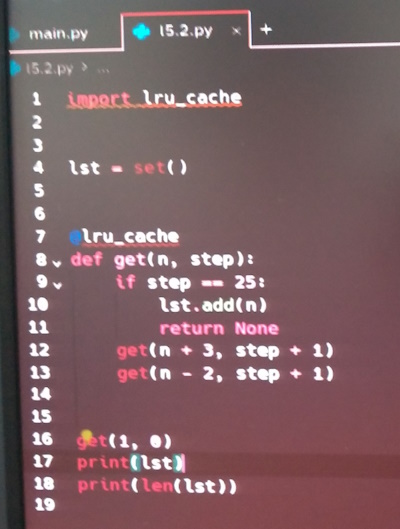 main.py l5.2.py × +
l5.2.py > ...
1 import lru_cache
2
3
4 lst = set()
5
6
7 @lru_cache
8 def get(n, step):
9 if step == 25:
10 lst.add(n)
11 return None
12 get(n + 3, step + 1)
13 get(n - 2, step + 1)
14
15
16 get(1, 0)
17 print(lst)
18 print(len(lst))
19